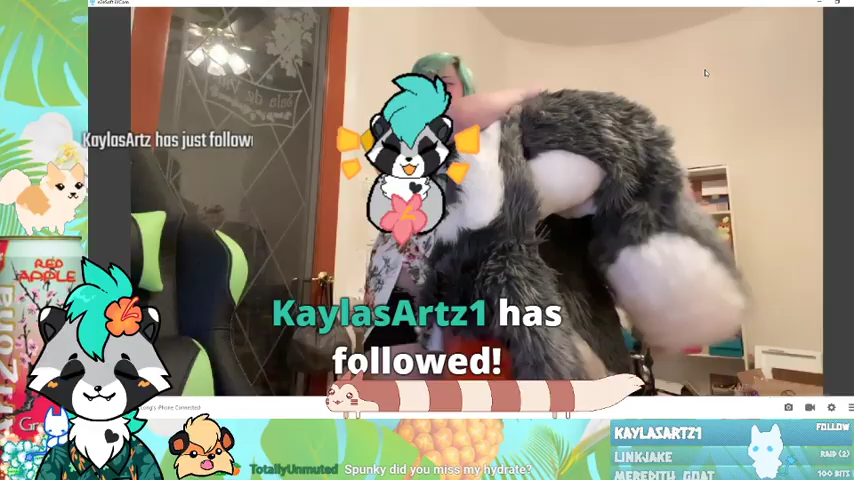 KaylasArtz has just follow
RED
APPLE
KaylasArtz1 has
followed!
TotallyUnmuted Spunky did you miss my hydrate?
KAYLASARTZ1 FOLLOW
LINKJAKE RAID (2)
MEREDITH_GOAT 100 BITS